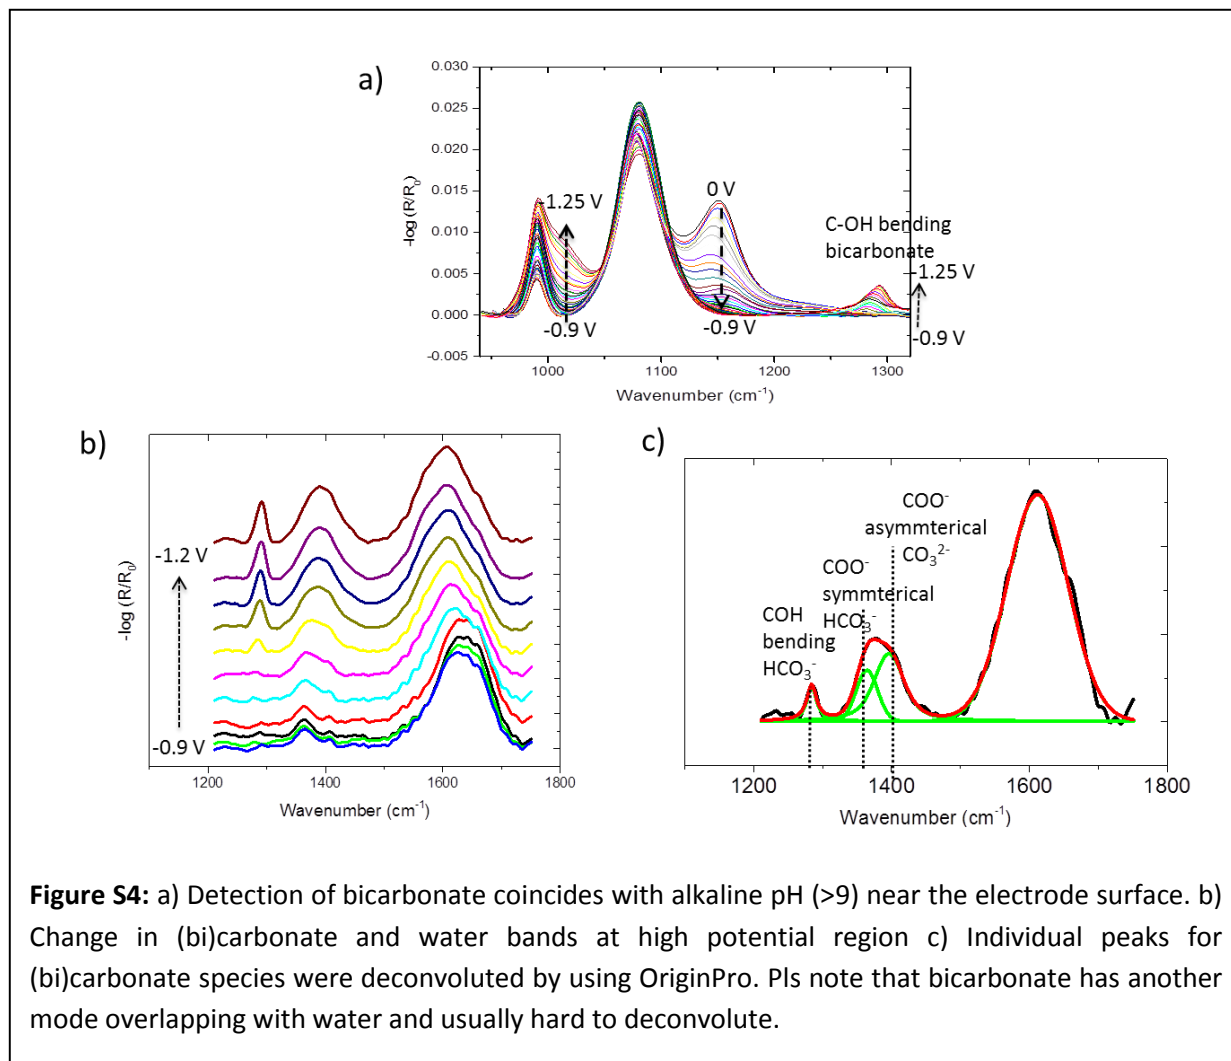 a)
0.030
0.025
0.020
0.015
0.010
0.005
0.000
-0.005
-log (R/R0)
-1.25 V
-0.9 V
0 V
-0.9 V
C-OH bending
bicarbonate
-1.25 V
-0.9 V
1000 1100 1200 1300
Wavenumber (cm-1)
b)
-log (R/R0)
-1.2 V
-0.9 V
1200 1400 1600 1800
Wavenumber (cm-1)
c)
COO-
asymmterical
CO3 2-
COO-
symmterical
HCO3-
COH
bending
HCO3-
1200 1400 1600 1800
Wavenumber (cm-1)
Figure S4: a) Detection of bicarbonate coincides with alkaline pH (>9) near the electrode surface. b)
Change in (bi)carbonate and water bands at high potential region c) Individual peaks for
(bi)carbonate species were deconvoluted by using OriginPro. Pls note that bicarbonate has another
mode overlapping with water and usually hard to deconvolute.